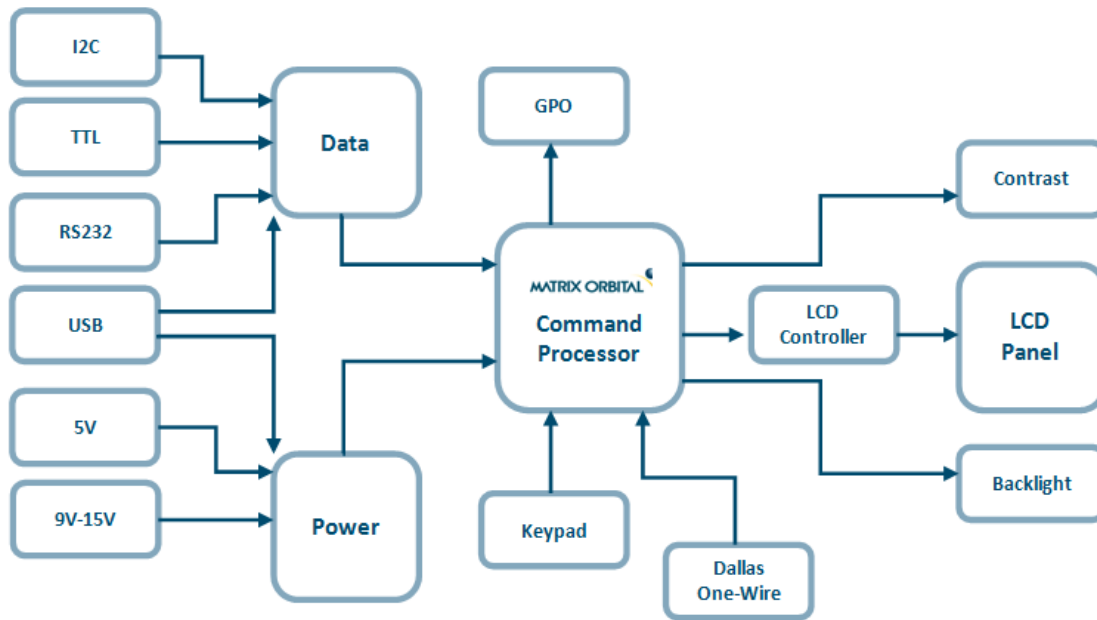 I2C
TTL
RS232
USB
5V
9V-15V
Data
Power
GPO
MATRIX ORBITAL
Command
Processor
Keypad
Dallas
One-Wire
Contrast
LCD
Controller
LCD
Panel
Backlight